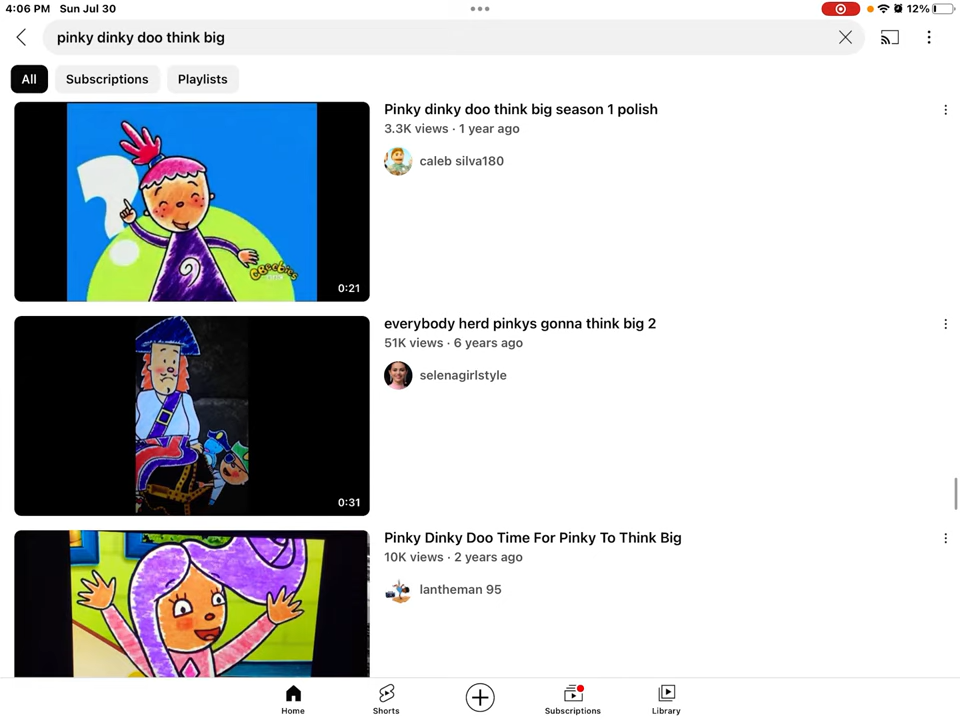 4:06 PM Sun Jul 30
12%
pinky dinky doo think big
All
Subscriptions
Playlists
Pinky dinky doo think big season 1 polish
3.3K views · 1 year ago
caleb silva180
CBeebies
0:21
everybody herd pinkys gonna think big 2
51K views · 6 years ago
selenagirlstyle
0:31
Pinky Dinky Doo Time For Pinky To Think Big
10K views · 2 years ago
lantheman 95
Home
Shorts
Subscriptions
Library